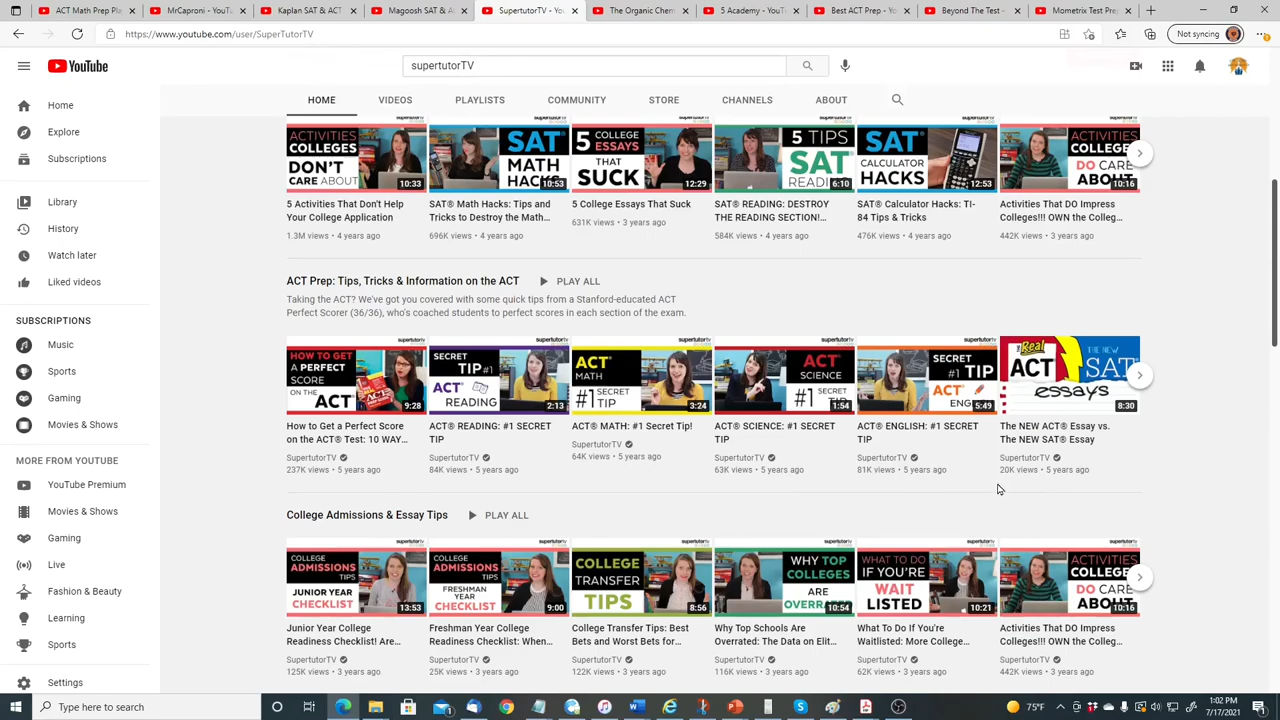 ACT Math Prep Pla
MrCaproni - YouTu
Kaplan SAT & ACT
Magoosh SAT & AC
SupertutorTV - Yo
The Organic Chem
5 Academy - YouT
Best ACT Prep - Yo
Beyond The Test -
Mometrix Test Pre
https://www.youtube.com/user/SuperTutorTV
Not syncing
YouTube
supertutorTV
HOME VIDEOS PLAYLISTS COMMUNITY STORE CHANNELS ABOUT
Home
Explore
Subscriptions
Library
History
Watch later
Liked videos
SUBSCRIPTIONS
Music
Sports
Gaming
Movies & Shows
MORE FROM YOUTUBE
YouTube Premium
Movies & Shows
Gaming
Live
Fashion & Beauty
Learning
Sports
Settings
ACTIVITIES
COLLEGES
DON'T
CARE ABOUT
10:33
SAT
MATH
HACKS
10:53
5 COLLEGE
ESSAYS
THAT
SUCK
12:29
5 TIPS
SAT
6:10
SAT
CALCULATOR
HACKS
12:53
ACTIVITIES
COLLEGES
DO CARE
ABOUT
10:16
5 Activities That Don't Help
Your College Application
1.3M views • 4 years ago
SAT® Math Hacks: Tips and
Tricks to Destroy the Math...
696K views • 4 years ago
5 College Essays That Suck
631K views • 3 years ago
SAT® READING: DESTROY
THE READING SECTION!...
584K views • 4 years ago
SAT® Calculator Hacks: TI-
84 Tips & Tricks
476K views • 4 years ago
Activities That DO Impress
Colleges!!! OWN the Colleg...
442K views • 3 years ago
ACT Prep: Tips, Tricks & Information on the ACT
PLAY ALL
Taking the ACT? We've got you covered with some quick tips from a Stanford-educated ACT
Perfect Scorer (36/36), who's coached students to perfect scores in each section of the exam.
supertutortv
HOW TO GET
A PERFECT
SCORE
ON THE
ACT
9:28
supertutortv
SECRET
TIP #1
ACT
READING
2:13
supertutortv
ACT
MATH
#1 SECRET
TIP
3:24
supertutortv
ACT
SCIENCE
#1 SECRET
1:54
supertutortv
SECRET
TIP #1
ACT
5:49
The Real
ACT
THE NEW
SAT
essays
8:30
How to Get a Perfect Score
on the ACT® Test: 10 WAY...
SupertutorTV
237K views • 5 years ago
ACT® READING: #1 SECRET
TIP
SupertutorTV
84K views • 5 years ago
ACT® MATH: #1 Secret Tip!
SupertutorTV
64K views • 5 years ago
ACT® SCIENCE: #1 SECRET
TIP
SupertutorTV
63K views • 5 years ago
ACT® ENGLISH: #1 SECRET
TIP
SupertutorTV
81K views • 5 years ago
The NEW ACT® Essay vs.
The NEW SAT® Essay
SupertutorTV
20K views • 5 years ago
College Admissions & Essay Tips
PLAY ALL
supertutortv
COLLEGE
ADMISSIONS
TIPS
JUNIOR YEAR
CHECKLIST
13:53
supertutortv
COLLEGE
ADMISSIONS
TIPS
FRESHMAN
YEAR
CHECKLIST
9:00
supertutortv
COLLEGE
TRANSFER
TIPS
8:56
supertutortv
WHY TOP
COLLEGES
ARE
10:54
supertutortv
WHAT TO DO
IF YOU'RE
WAIT
LISTED
10:21
supertutortv
ACTIVITIES
DO CARE
10:16
Junior Year College
Readiness Checklist! Are...
SupertutorTV
125K views • 3 years ago
Freshman Year College
Readiness Checklist: When...
SupertutorTV
25K views • 3 years ago
College Transfer Tips: Best
Bets and Worst Bets for...
SupertutorTV
122K views • 3 years ago
Why Top Schools Are
Overrated: The Data on Elit...
SupertutorTV
116K views • 3 years ago
What To Do If You're
Waitlisted: More College...
SupertutorTV
62K views • 3 years ago
Activities That DO Impress
Colleges!!! OWN the Colleg...
SupertutorTV
442K views • 3 years ago
Type here to search
75°F
1:02 PM
7/17/2021